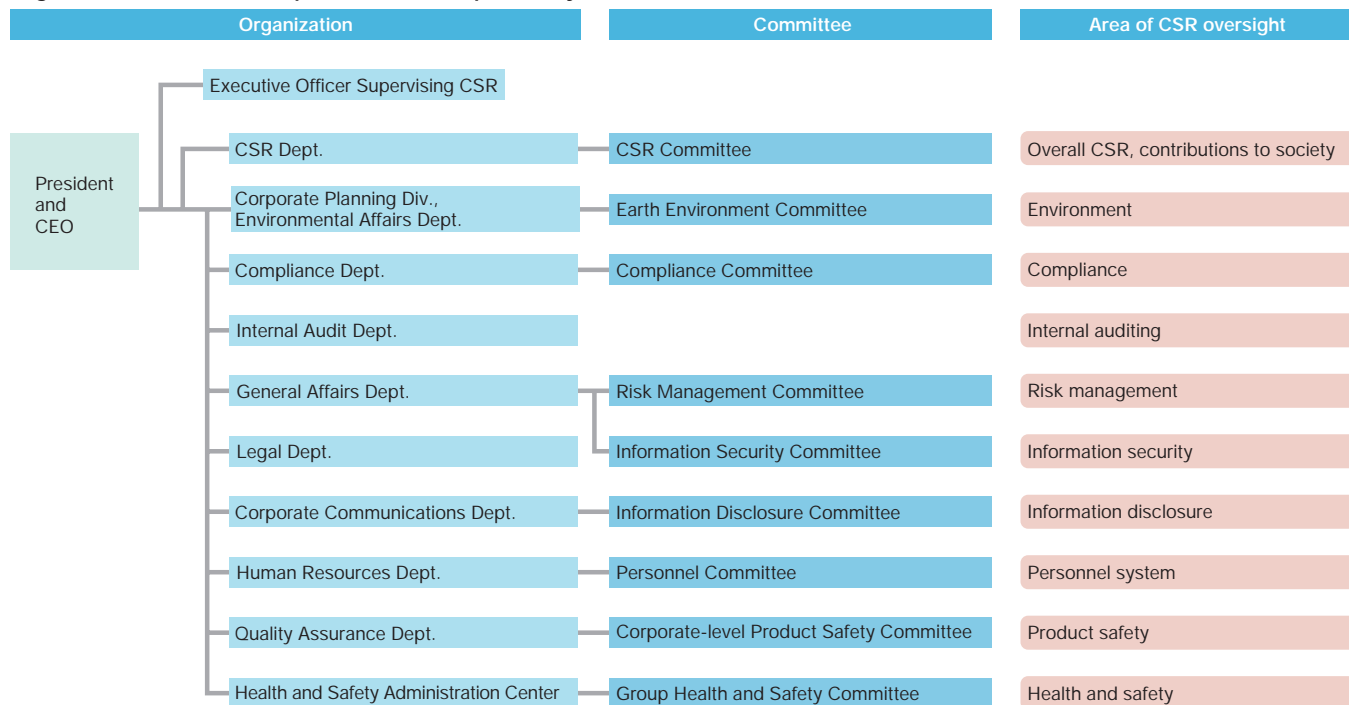 Organization
Committee
Area of CSR oversight
Executive Officer Supervising CSR
President
and
CEO
CSR Dept.
CSR Committee
Overall CSR, contributions to society
Corporate Planning Div.,
Environmental Affairs Dept.
Earth Environment Committee
Environment
Compliance Dept.
Compliance Committee
Compliance
Internal Audit Dept.
Internal auditing
General Affairs Dept.
Risk Management Committee
Risk management
Legal Dept.
Information Security Committee
Information security
Corporate Communications Dept.
Information Disclosure Committee
Information disclosure
Human Resources Dept.
Personnel Committee
Personnel system
Quality Assurance Dept.
Corporate-level Product Safety Committee
Product safety
Health and Safety Administration Center
Group Health and Safety Committee
Health and safety